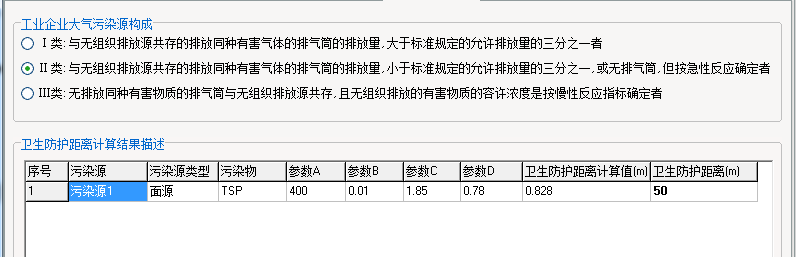 工业企业大气污染源构成
I 类: 与无组织排放源共存的排放同种有害气体的排气筒的排放量, 大于标准规定的允许排放量的三分之一者
II 类: 与无组织排放源共存的排放同种有害气体的排气筒的排放量, 小于标准规定的允许排放量的三分之一, 或无排气筒, 但按急性反应确定者
III类: 无排放同种有害物质的排气筒与无组织排放源共存, 且无组织排放的有害物质的容许浓度是按慢性反应指标确定者
卫生防护距离计算结果描述
序号 污染源 污染源类型 污染物 参数A 参数B 参数C 参数D 卫生防护距离计算值(m) 卫生防护距离(m)
1 污染源1 面源 TSP 400 0.01 1.85 0.78 0.828 50